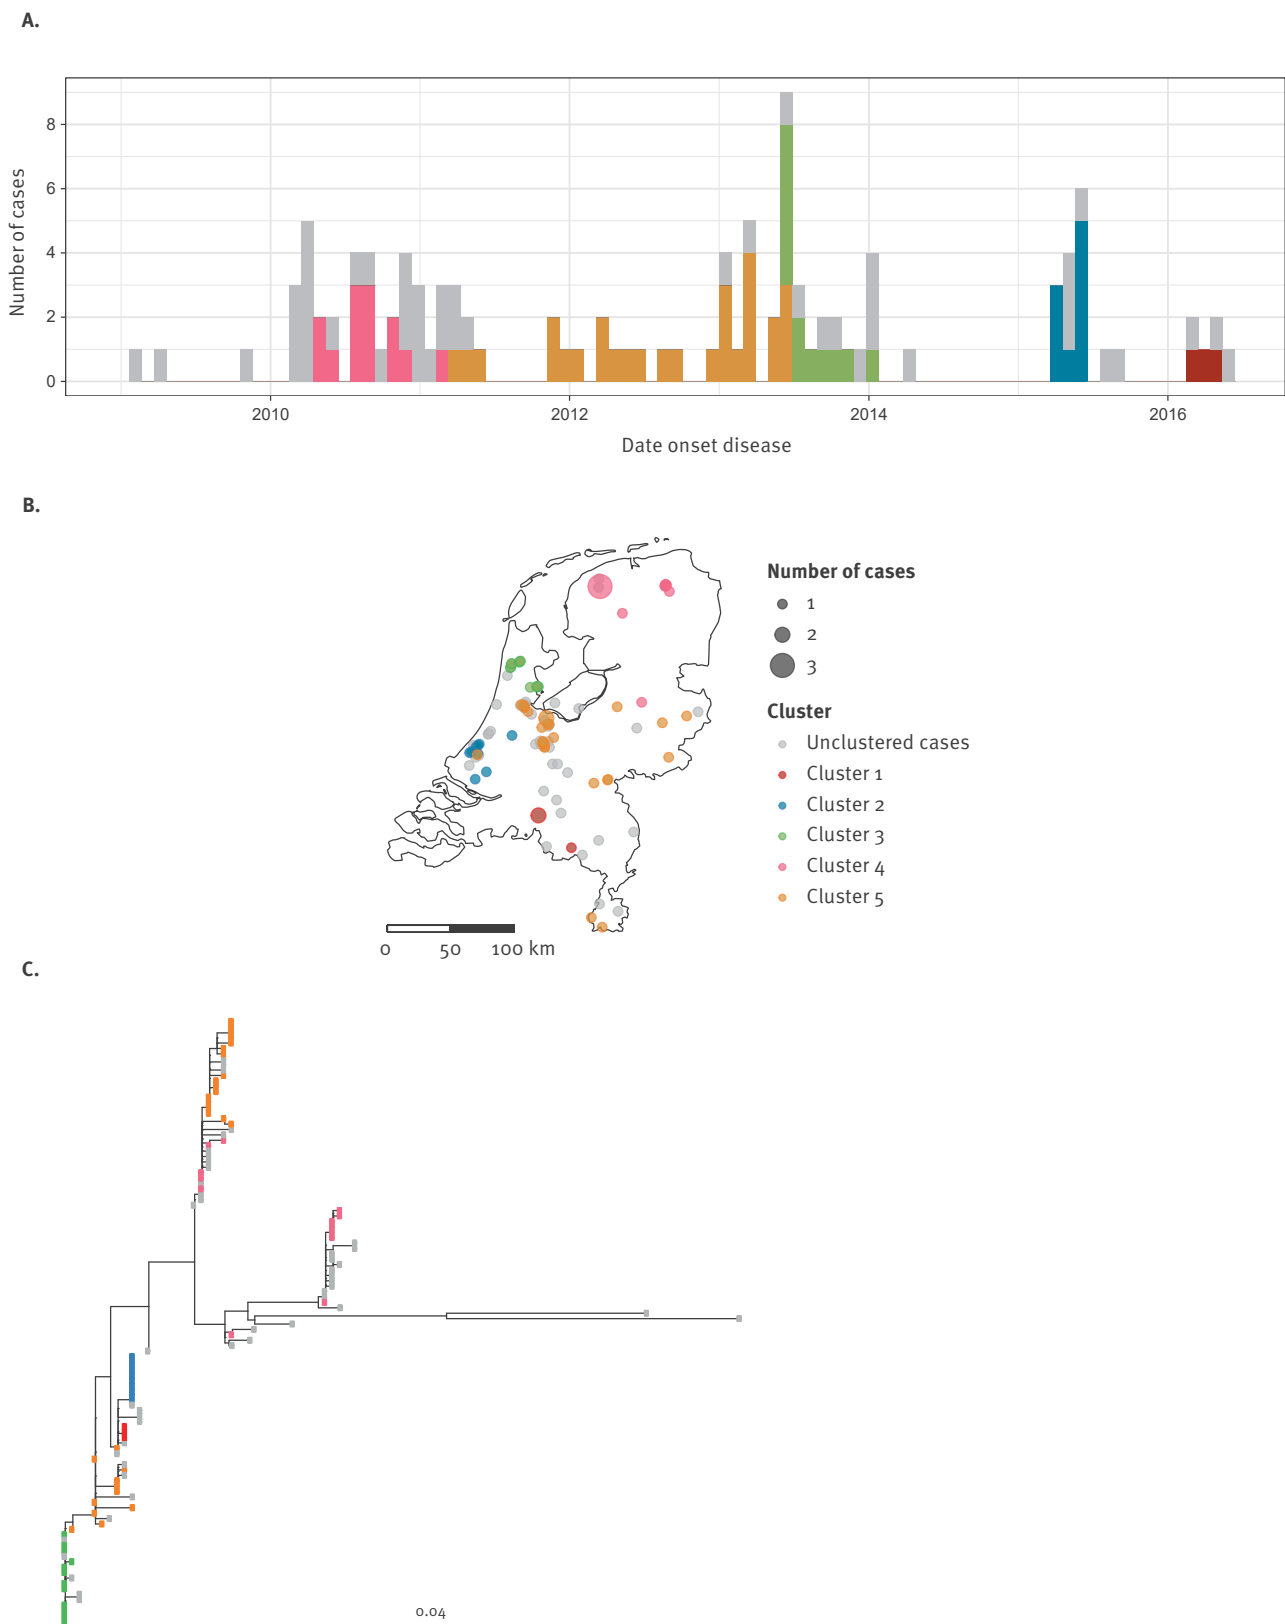 A.
Number of cases
8
6
4
2
0
2010 2012 2014 2016
Date onset disease
B.
Number of cases
1
2
3
Cluster
Unclustered cases
Cluster 1
Cluster 2
Cluster 3
Cluster 4
Cluster 5
0 50 100 km
C.
0.04